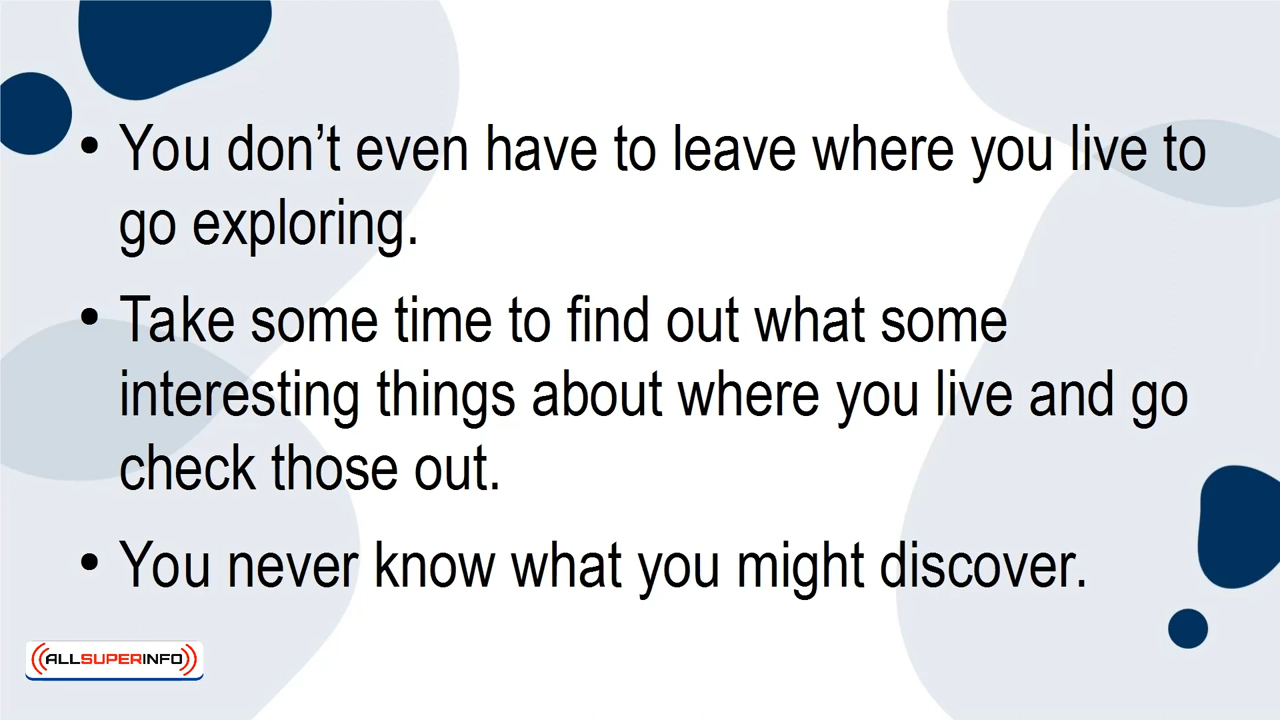 • You don’t even have to leave where you live to
go exploring.
• Take some time to find out what some
interesting things about where you live and go
check those out.
• You never know what you might discover.
ALLSUPERINFO